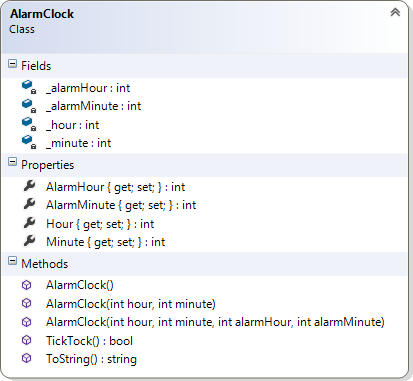 AlarmClock
Class
Fields
_alarmHour : int
_alarmMinute : int
_hour : int
_minute : int
Properties
AlarmHour { get; set; } : int
AlarmMinute { get; set; } : int
Hour { get; set; } : int
Minute { get; set; } : int
Methods
AlarmClock()
AlarmClock(int hour, int minute)
AlarmClock(int hour, int minute, int alarmHour, int alarmMinute)
TickTock() : bool
ToString() : string